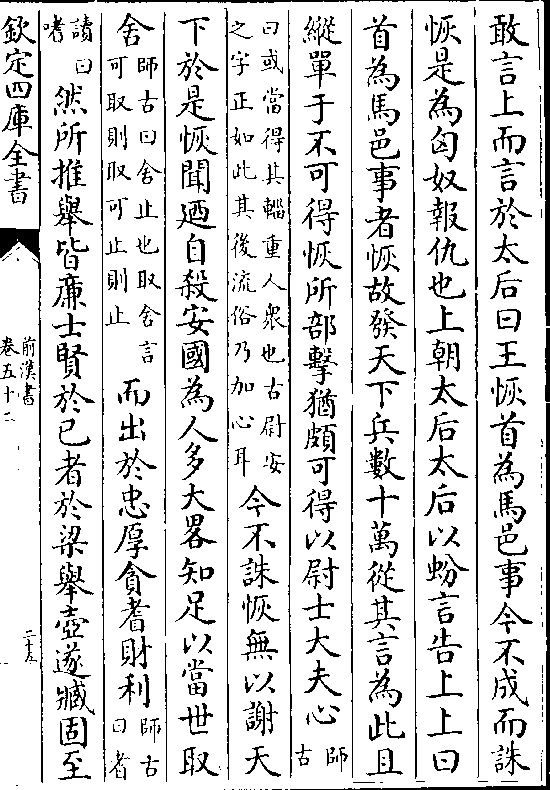 敢言上而言於太后曰王恢首為馬邑事今不成而誅
恢是為匈奴報仇也上朝太后太后以蚡言告上上曰
首為馬邑事者恢故發天下兵數十萬從其言為此且
縱單于不可得恢所部擊猶頗可得以尉士大夫心師古
曰或當得其輜重人衆也古尉安
之字正如此其後流俗乃加心耳
今不誅恢無以謝天
下於是恢聞迺自殺安國為人多大畧知足以當世取
舍師古曰舍止也取舍言
可取則取可止則止
而出於忠厚貪耆財利師古曰耆
讀曰
嗜
然所推舉皆廉士賢於已者於梁舉壺遂臧固至
欽定四庫全書
前漢書
卷五十二
二十五